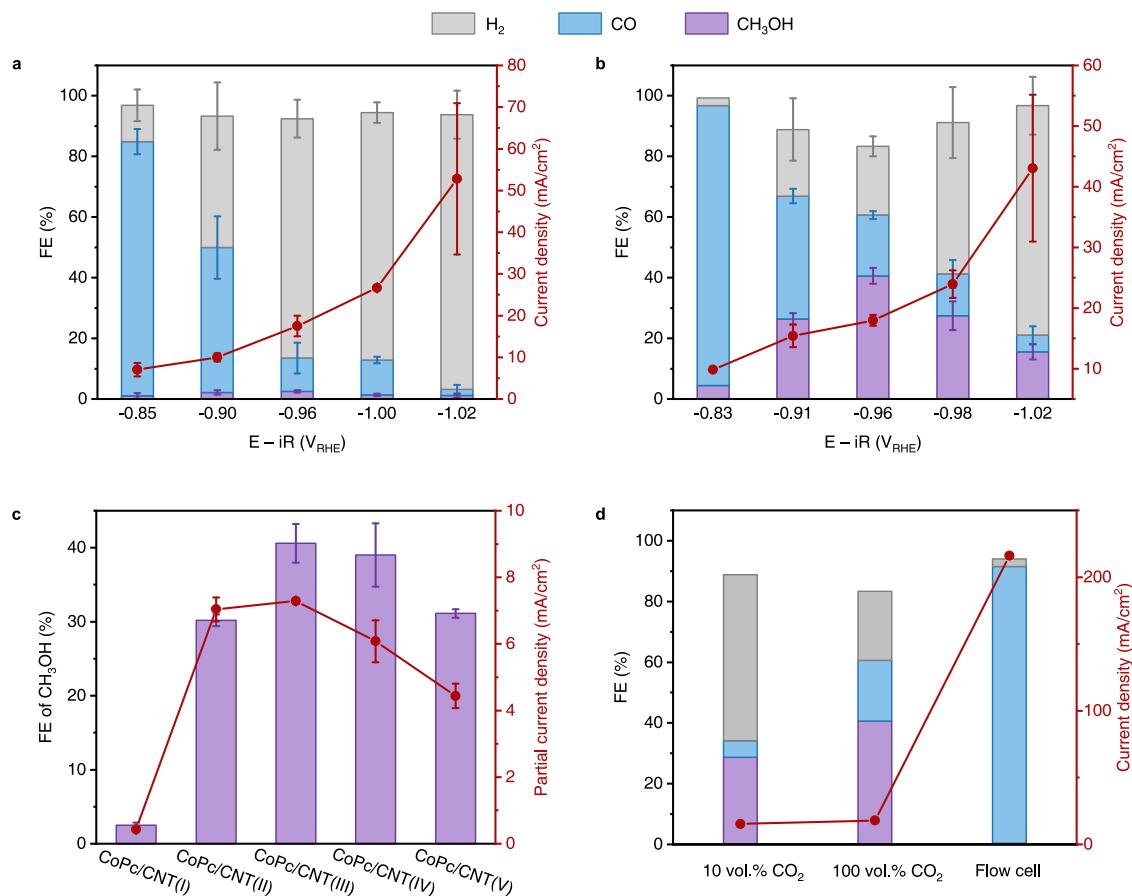 H₂ CO CH₃OH
a
100
80
60
40
20
0
FE (%)
80
70
60
50
30
20
10
0
Current density (mA/cm²)
-0.85 -0.90 -0.96 -1.00 -1.02
E – iR (V_RHE)
b
100
80
60
40
20
0
FE (%)
60
50
40
30
20
10
Current density (mA/cm²)
-0.83 -0.91 -0.96 -0.98 -1.02
E – iR (V_RHE)
c
40
30
20
10
0
FE of CH₃OH (%)
10
8
6
4
2
0
Partial current density (mA/cm²)
CoPc/CNT(I) CoPc/CNT(II) CoPc/CNT(III) CoPc/CNT(IV) CoPc/CNT(V)
d
100
80
60
40
20
0
FE (%)
200
100
0
Current density (mA/cm²)
10 vol.% CO₂ 100 vol.% CO₂ Flow cell